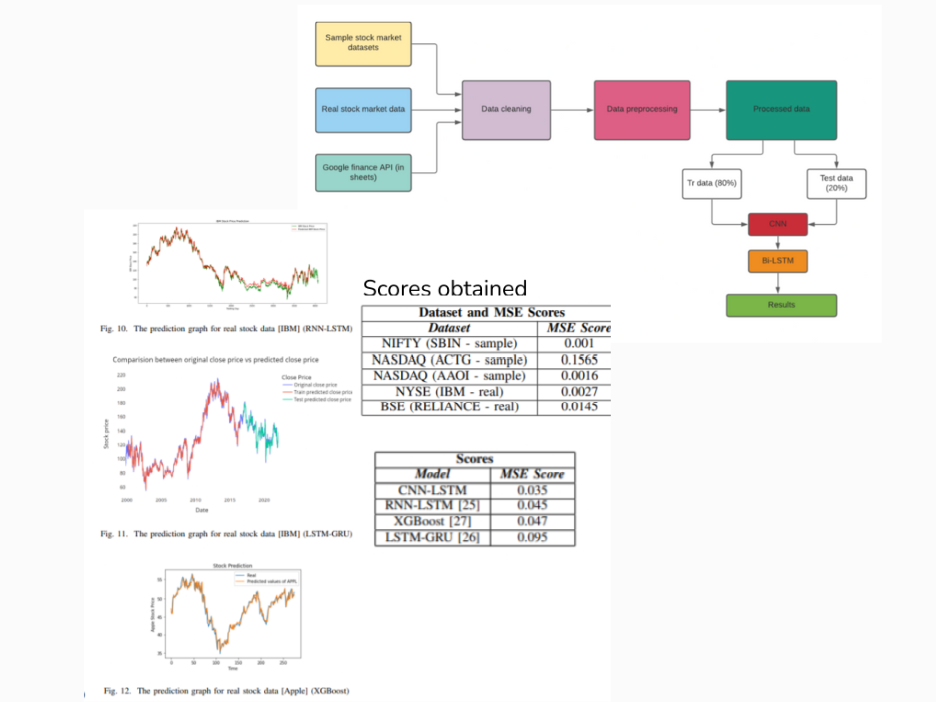 Sample stock market
datasets
Real stock market data
Google finance API (in
sheets)
Data cleaning
Data preprocessing
Processed data
Tr data (80%)
Test data
(20%)
CNN
Bi-LSTM
Results
Fig. 10. The prediction graph for real stock data [IBM] (RNN-LSTM)
Comparision between original close price vs predicted close price
Close Price
Original close price
Train predicted close price
Test predicted close price
Stock price
220
200
180
160
140
120
100
80
60
2000 2005 2010 2015 2020
Date
Fig. 11. The prediction graph for real stock data [IBM] (LSTM-GRU)
Stock Prediction
Real
Predicted values of APPL
Apple Stock Price
55
50
45
40
35
0 50 100 150 200 250
Time
Fig. 12. The prediction graph for real stock data [Apple] (XGBoost)
Scores obtained
Dataset and MSE Scores
Dataset MSE Score
NIFTY (SBIN - sample) 0.001
NASDAQ (ACTG - sample) 0.1565
NASDAQ (AAOI - sample) 0.0016
NYSE (IBM - real) 0.0027
BSE (RELIANCE - real) 0.0145
Scores
Model MSE Score
CNN-LSTM 0.035
RNN-LSTM [25] 0.045
XGBoost [27] 0.047
LSTM-GRU [26] 0.095